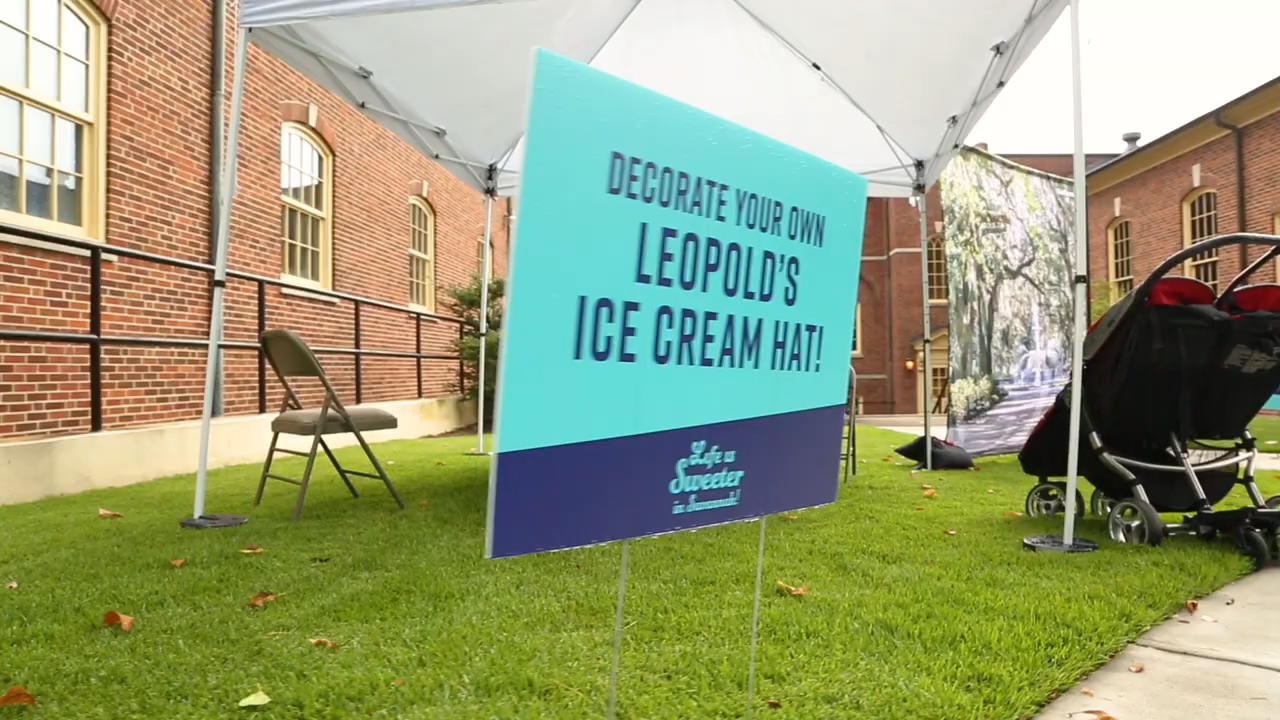 DECORATE YOUR OWN
LEOPOLD'S
ICE CREAM HAT!
Life is
Sweeter
in Savannah!